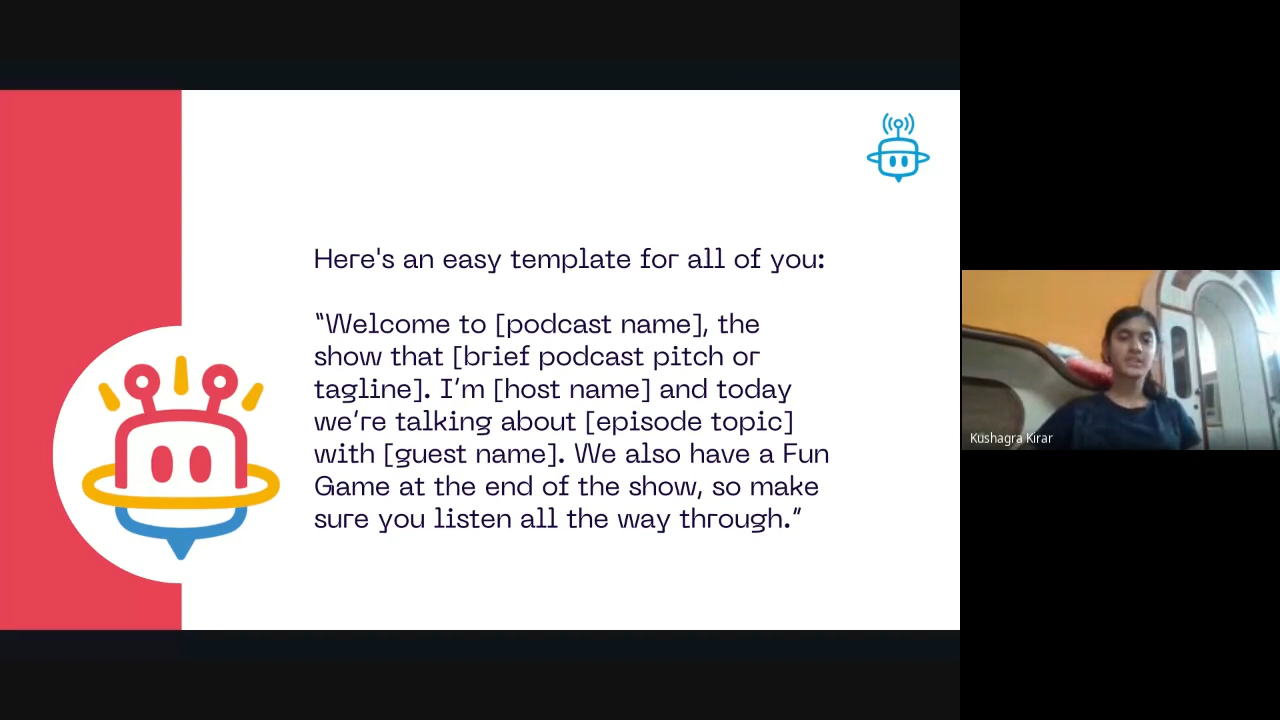 Here's an easy template for all of you:
“Welcome to [podcast name], the
show that [brief podcast pitch or
tagline]. I’m [host name] and today
we’re talking about [episode topic]
with [guest name]. We also have a Fun
Game at the end of the show, so make
sure you listen all the way through.”
Kushagra Kirar